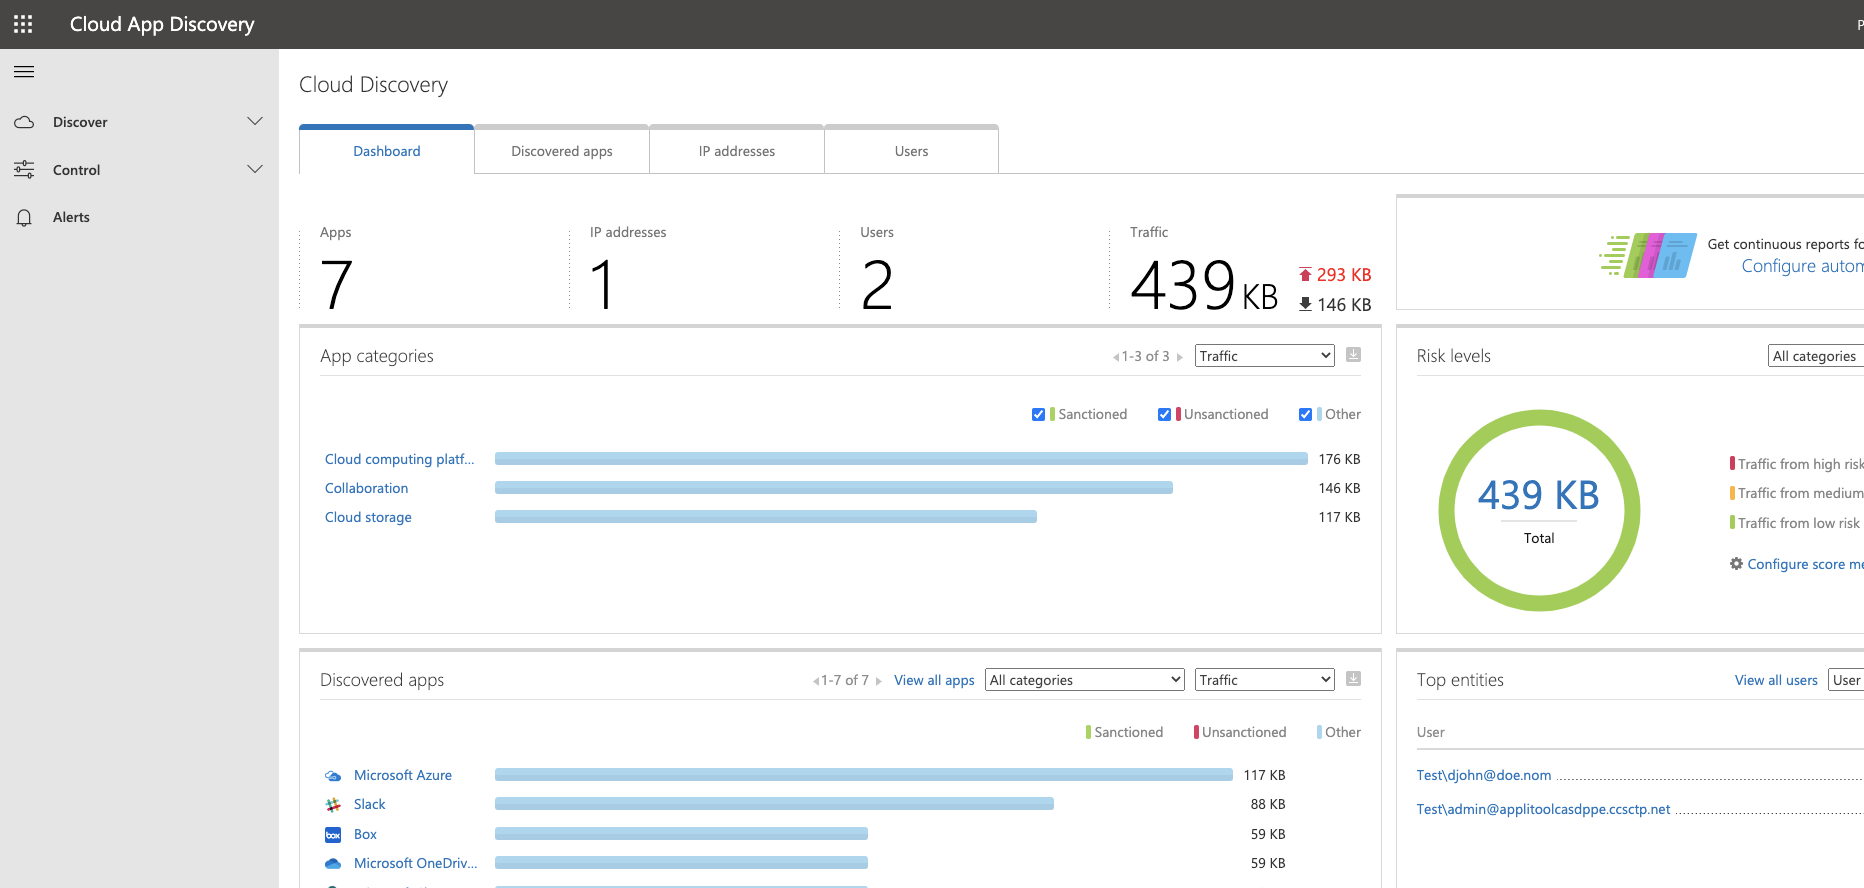 Cloud App Discovery
Discover
Control
Alerts
Cloud Discovery
Dashboard
Discovered apps
IP addresses
Users
Apps
7
IP addresses
1
Users
2
Traffic
439 KB
293 KB
146 KB
Get continuous reports fo
Configure autom
App categories
1-3 of 3
Traffic
Sanctioned
Unsanctioned
Other
Cloud computing platf... 176 KB
Collaboration 146 KB
Cloud storage 117 KB
Risk levels
All categories
439 KB
Total
Traffic from high risk
Traffic from medium
Traffic from low risk
Configure score me
Discovered apps
1-7 of 7
View all apps
All categories
Traffic
Sanctioned
Unsanctioned
Other
Microsoft Azure 117 KB
Slack 88 KB
box
Box 59 KB
Microsoft OneDriv... 59 KB
Top entities
View all users
User
User
Test\djohn@doe.nom
Test\admin@applitoolcasdppe.ccsctp.net